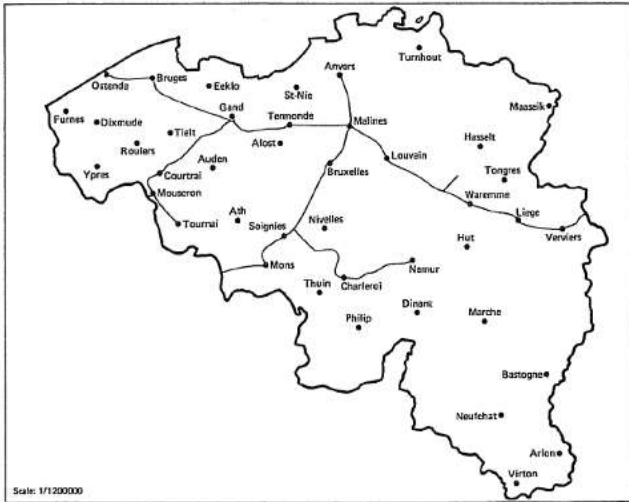 Turnhout
Anvers
Ostende
Bruges
Eeklo
St-Nie
Maaseik
Furnes
Dixmude
Gand
Termonde
Malines
Tielt
Roulers
Alost
Hasselt
Ypres
Courtrai
Auden
Bruxelles
Louvain
Tongres
Mouscron
Waremme
Tournai
Ath
Soignies
Nivelles
Liege
Verviers
Hut
Mons
Thuin
Charleroi
Namur
Philip
Dinant
Marche
Bastogne
Neufchat
Arlon
Virton
Scale: 1/1200000